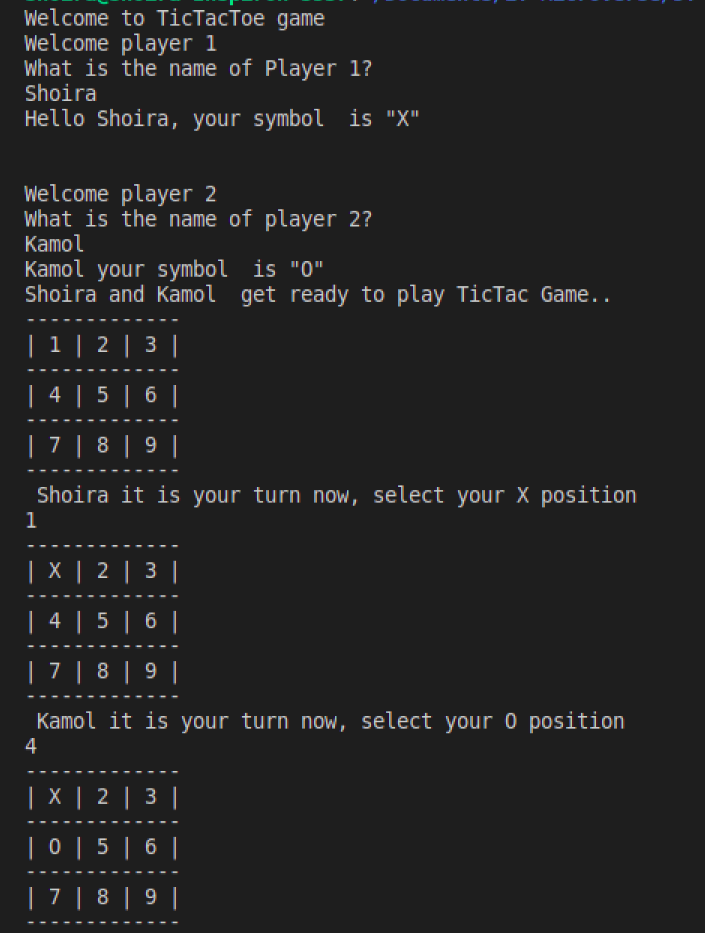 Welcome to TicTacToe game
Welcome player 1
What is the name of Player 1?
Shoira
Hello Shoira, your symbol  is "X"
Welcome player 2
What is the name of player 2?
Kamol
Kamol your symbol  is "O"
Shoira and Kamol  get ready to play TicTac Game..
-------------
| 1 | 2 | 3 |
-------------
| 4 | 5 | 6 |
-------------
| 7 | 8 | 9 |
-------------
 Shoira it is your turn now, select your X position
1
-------------
| X | 2 | 3 |
-------------
| 4 | 5 | 6 |
-------------
| 7 | 8 | 9 |
-------------
 Kamol it is your turn now, select your O position
4
-------------
| X | 2 | 3 |
-------------
| O | 5 | 6 |
-------------
| 7 | 8 | 9 |
-------------